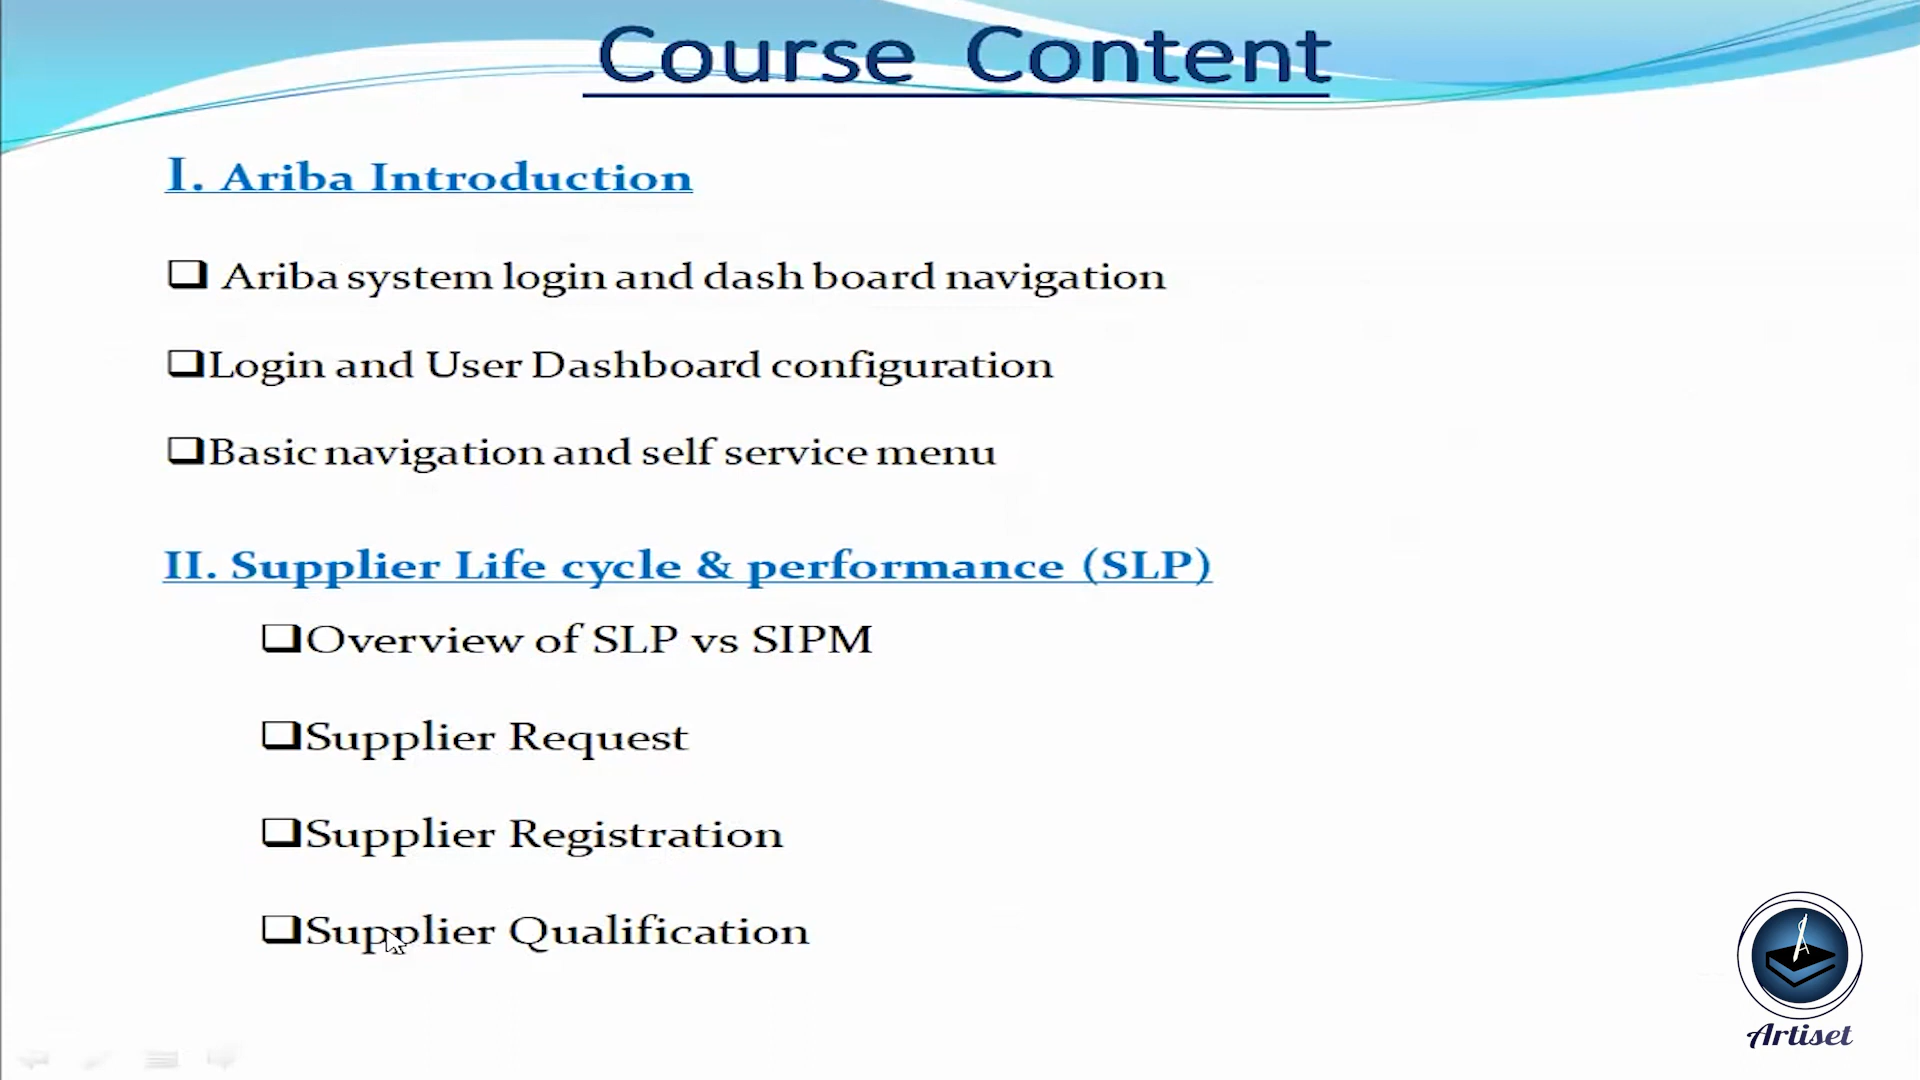 Course Content
I. Ariba Introduction
Ariba system login and dash board navigation
Login and User Dashboard configuration
Basic navigation and self service menu
II. Supplier Life cycle & performance (SLP)
Overview of SLP vs SIPM
Supplier Request
Supplier Registration
Supplier Qualification
Artiset